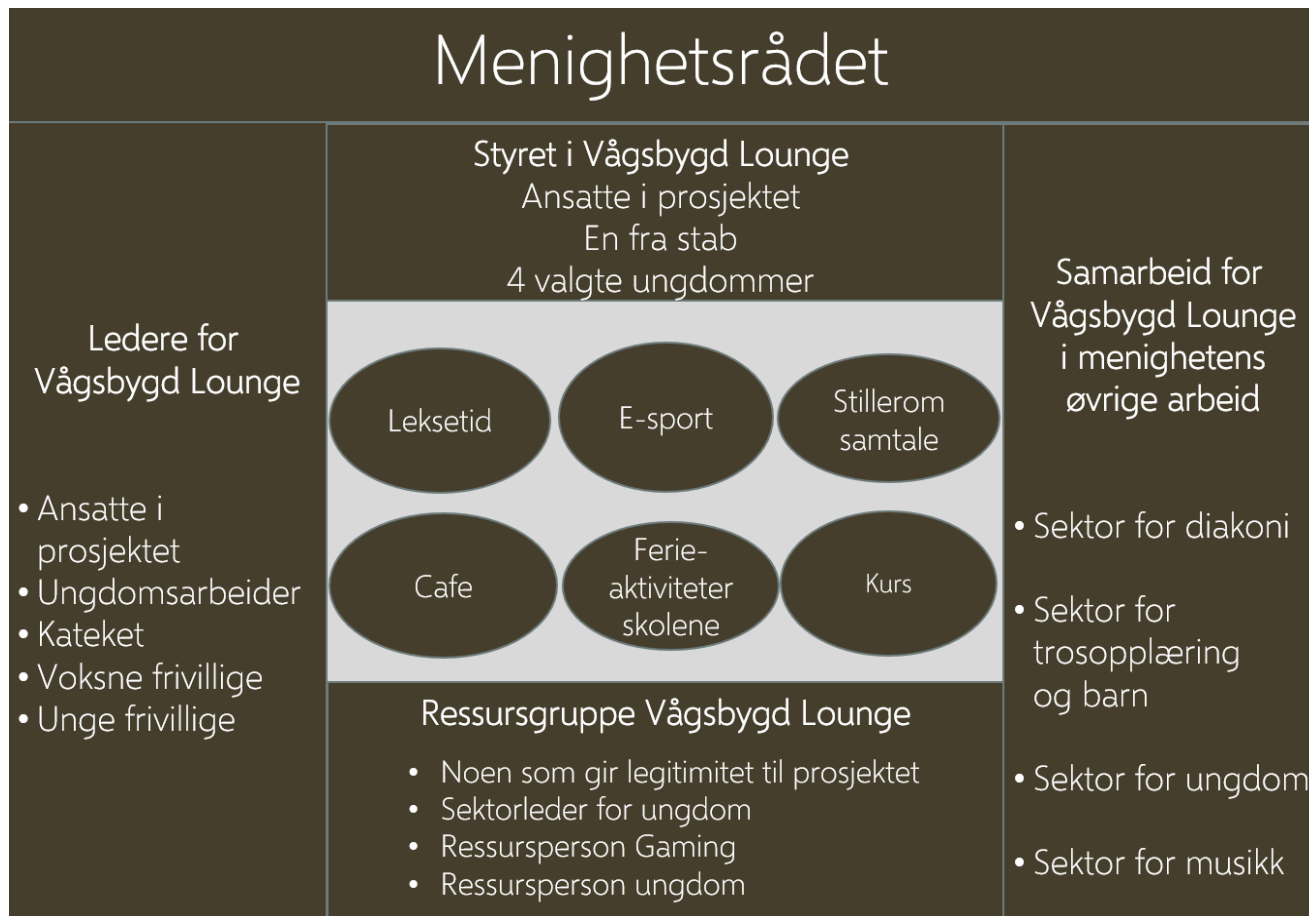 Menighetsrådet
Styret i Vågsbygd Lounge
Ansatte i prosjektet
En fra stab
4 valgte ungdommer
Ledere for
Vågsbygd Lounge
• Ansatte i
prosjektet
• Ungdomsarbeider
• Kateket
• Voksne frivillige
• Unge frivillige
Leksetid
E-sport
Stillerom
samtale
Cafe
Ferie-
aktiviteter
skolene
Kurs
Ressursgruppe Vågsbygd Lounge
• Noen som gir legitimitet til prosjektet
• Sektorleder for ungdom
• Ressursperson Gaming
• Ressursperson ungdom
Samarbeid for
Vågsbygd Lounge
i menighetens
øvrige arbeid
• Sektor for diakoni
• Sektor for
trosopplæring
og barn
• Sektor for ungdom
• Sektor for musikk